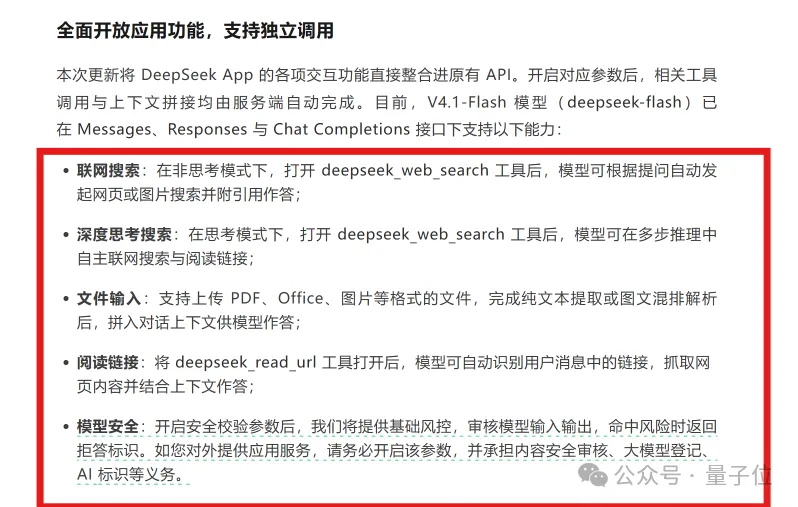 全面开放应用功能，支持独立调用
本次更新将 DeepSeek App 的各项交互功能直接整合进原有 API。开启对应参数后，相关工具
调用与上下文拼接均由服务端自动完成。目前，V4.1-Flash 模型（deepseek-flash）已
在 Messages、Responses 与 Chat Completions 接口下支持以下能力：
• 联网搜索：在非思考模式下，打开 deepseek_web_search 工具后，模型可根据提问自动发
起网页或图片搜索并附引用作答；
• 深度思考搜索：在思考模式下，打开 deepseek_web_search 工具后，模型可在多步推理中
自主联网搜索与阅读链接；
• 文件输入：支持上传 PDF、Office、图片等格式的文件，完成纯文本提取或图文混排解析
后，拼入对话上下文供模型作答；
• 阅读链接：将 deepseek_read_url 工具打开后，模型可自动识别用户消息中的链接，抓取网
页内容并结合上下文作答；
• 模型安全：开启安全校验参数后，我们将提供基础风控，审核模型输入输出，命中风险时返回
拒答标识。如您对外提供应用服务，请务必开启该参数，并承担内容安全审核、大模型登记、
AI 标识等义务。
公众号 · 量子位